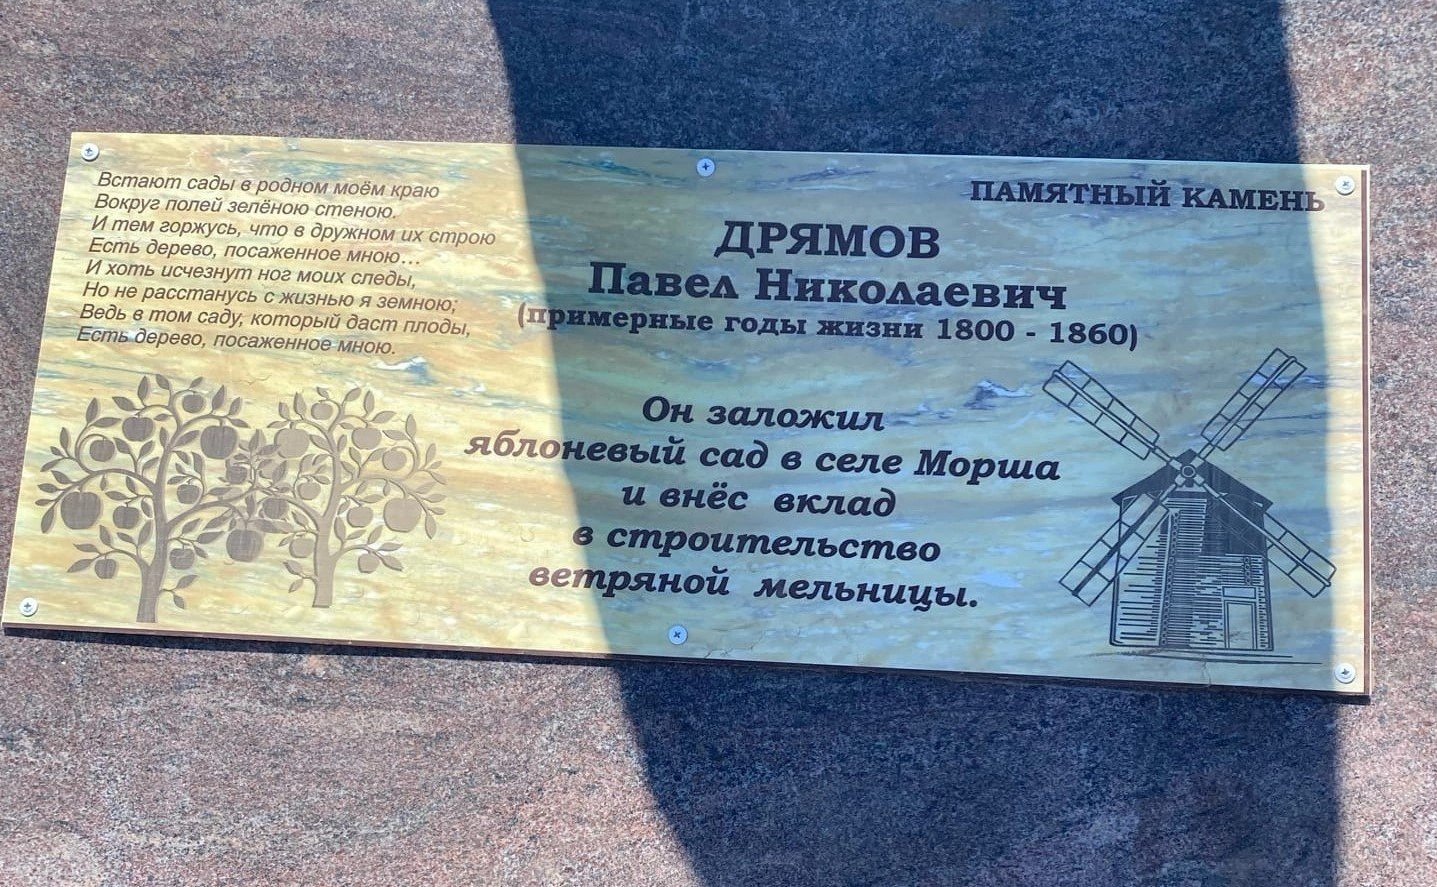 Встают сады в родном моём краю
Вокруг полей зелёною стеною.
И тем горжусь, что в дружном их строю
Есть дерево, посаженное мною...
И хоть исчезнут ног моих следы,
Но не расстанусь с жизнью я земною;
Ведь в том саду, который даст плоды,
Есть дерево, посаженное мною.
ПАМЯТНЫЙ КАМЕНЬ
ДРЯМОВ
Павел Николаевич
(примерные годы жизни 1800 - 1860)
Он заложил
яблоневый сад в селе Морша
и внёс вклад
в строительство
ветряной мельницы.